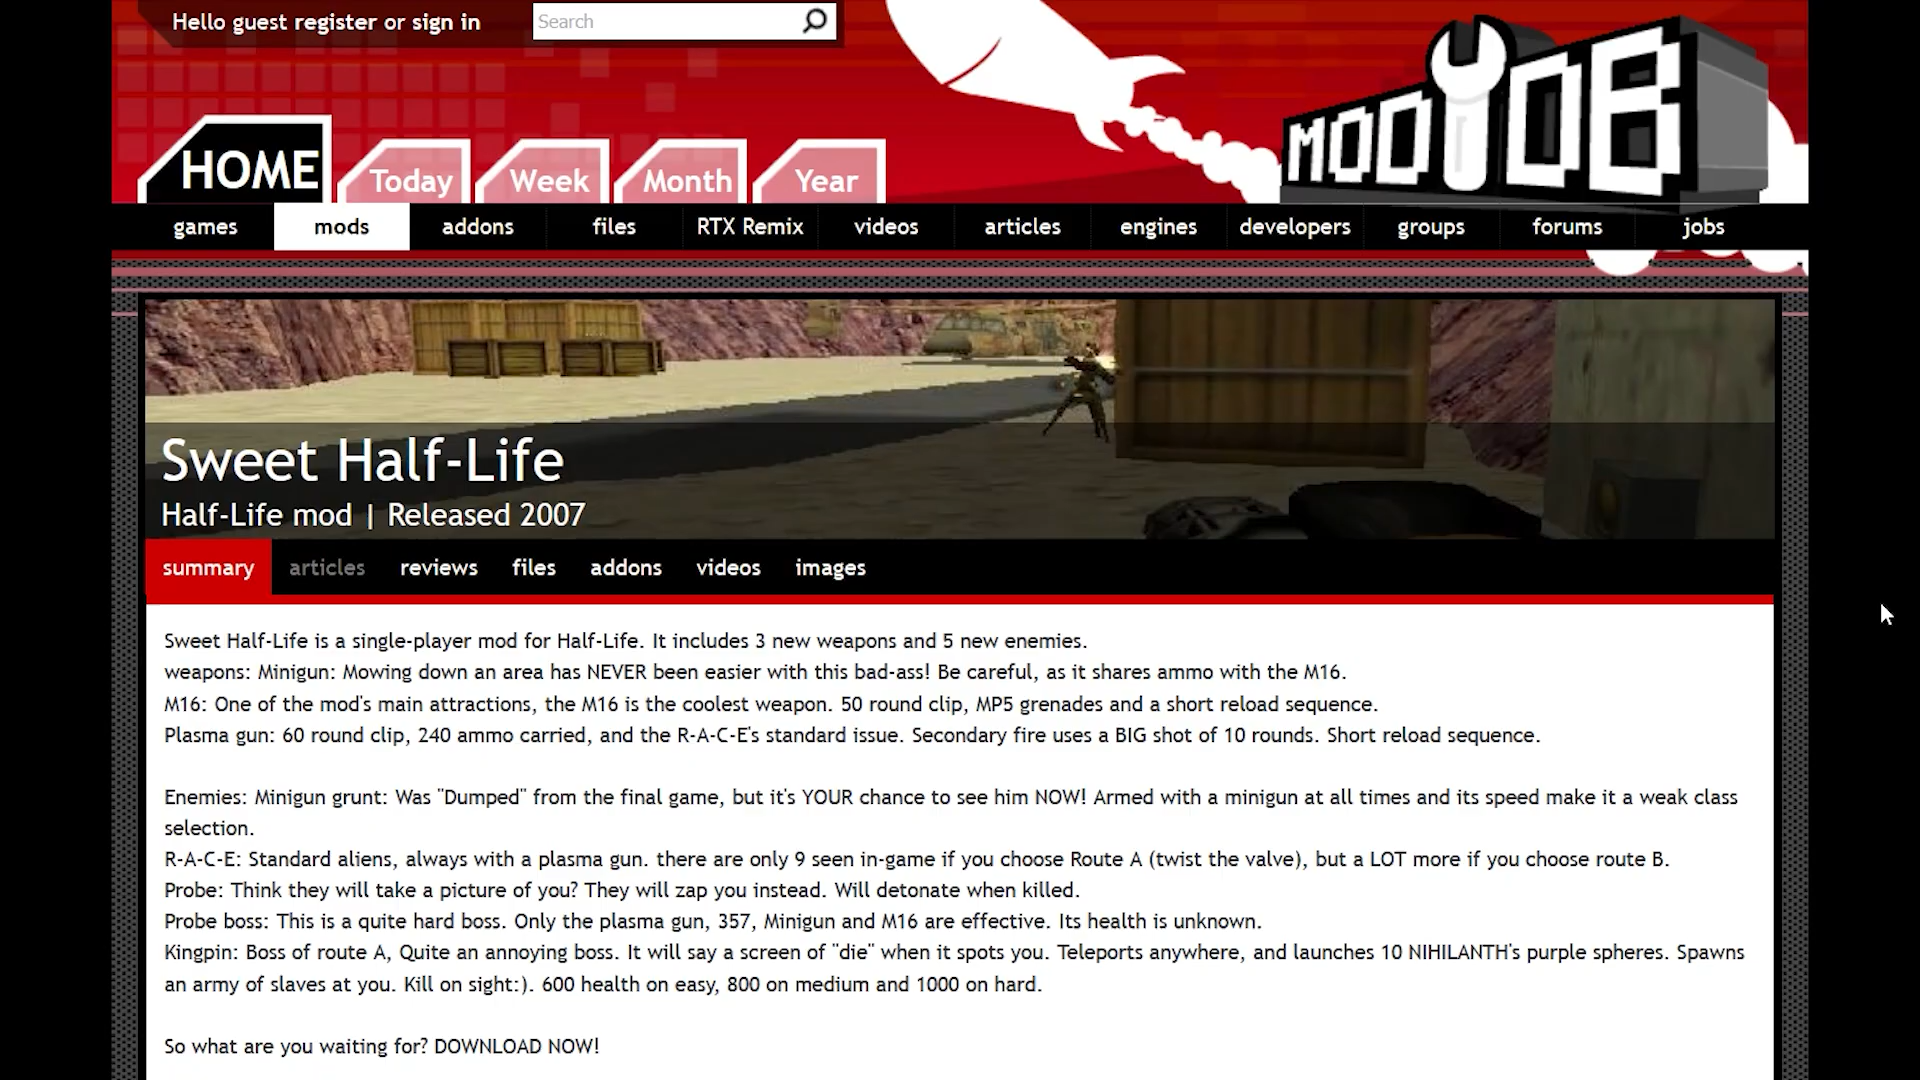 Hello guest register or sign in
Search
MODDB
HOME
Today
Week
Month
Year
games
mods
addons
files
RTX Remix
videos
articles
engines
developers
groups
forums
jobs
Sweet Half-Life
Half-Life mod | Released 2007
summary
articles
reviews
files
addons
videos
images
Sweet Half-Life is a single-player mod for Half-Life. It includes 3 new weapons and 5 new enemies.
weapons: Minigun: Mowing down an area has NEVER been easier with this bad-ass! Be careful, as it shares ammo with the M16.
M16: One of the mod's main attractions, the M16 is the coolest weapon. 50 round clip, MP5 grenades and a short reload sequence.
Plasma gun: 60 round clip, 240 ammo carried, and the R-A-C-E's standard issue. Secondary fire uses a BIG shot of 10 rounds. Short reload sequence.
Enemies: Minigun grunt: Was "Dumped" from the final game, but it's YOUR chance to see him NOW! Armed with a minigun at all times and its speed make it a weak class
selection.
R-A-C-E: Standard aliens, always with a plasma gun. there are only 9 seen in-game if you choose Route A (twist the valve), but a LOT more if you choose route B.
Probe: Think they will take a picture of you? They will zap you instead. Will detonate when killed.
Probe boss: This is a quite hard boss. Only the plasma gun, 357, Minigun and M16 are effective. Its health is unknown.
Kingpin: Boss of route A, Quite an annoying boss. It will say a screen of "die" when it spots you. Teleports anywhere, and launches 10 NIHILANTH's purple spheres. Spawns
an army of slaves at you. Kill on sight:). 600 health on easy, 800 on medium and 1000 on hard.
So what are you waiting for? DOWNLOAD NOW!